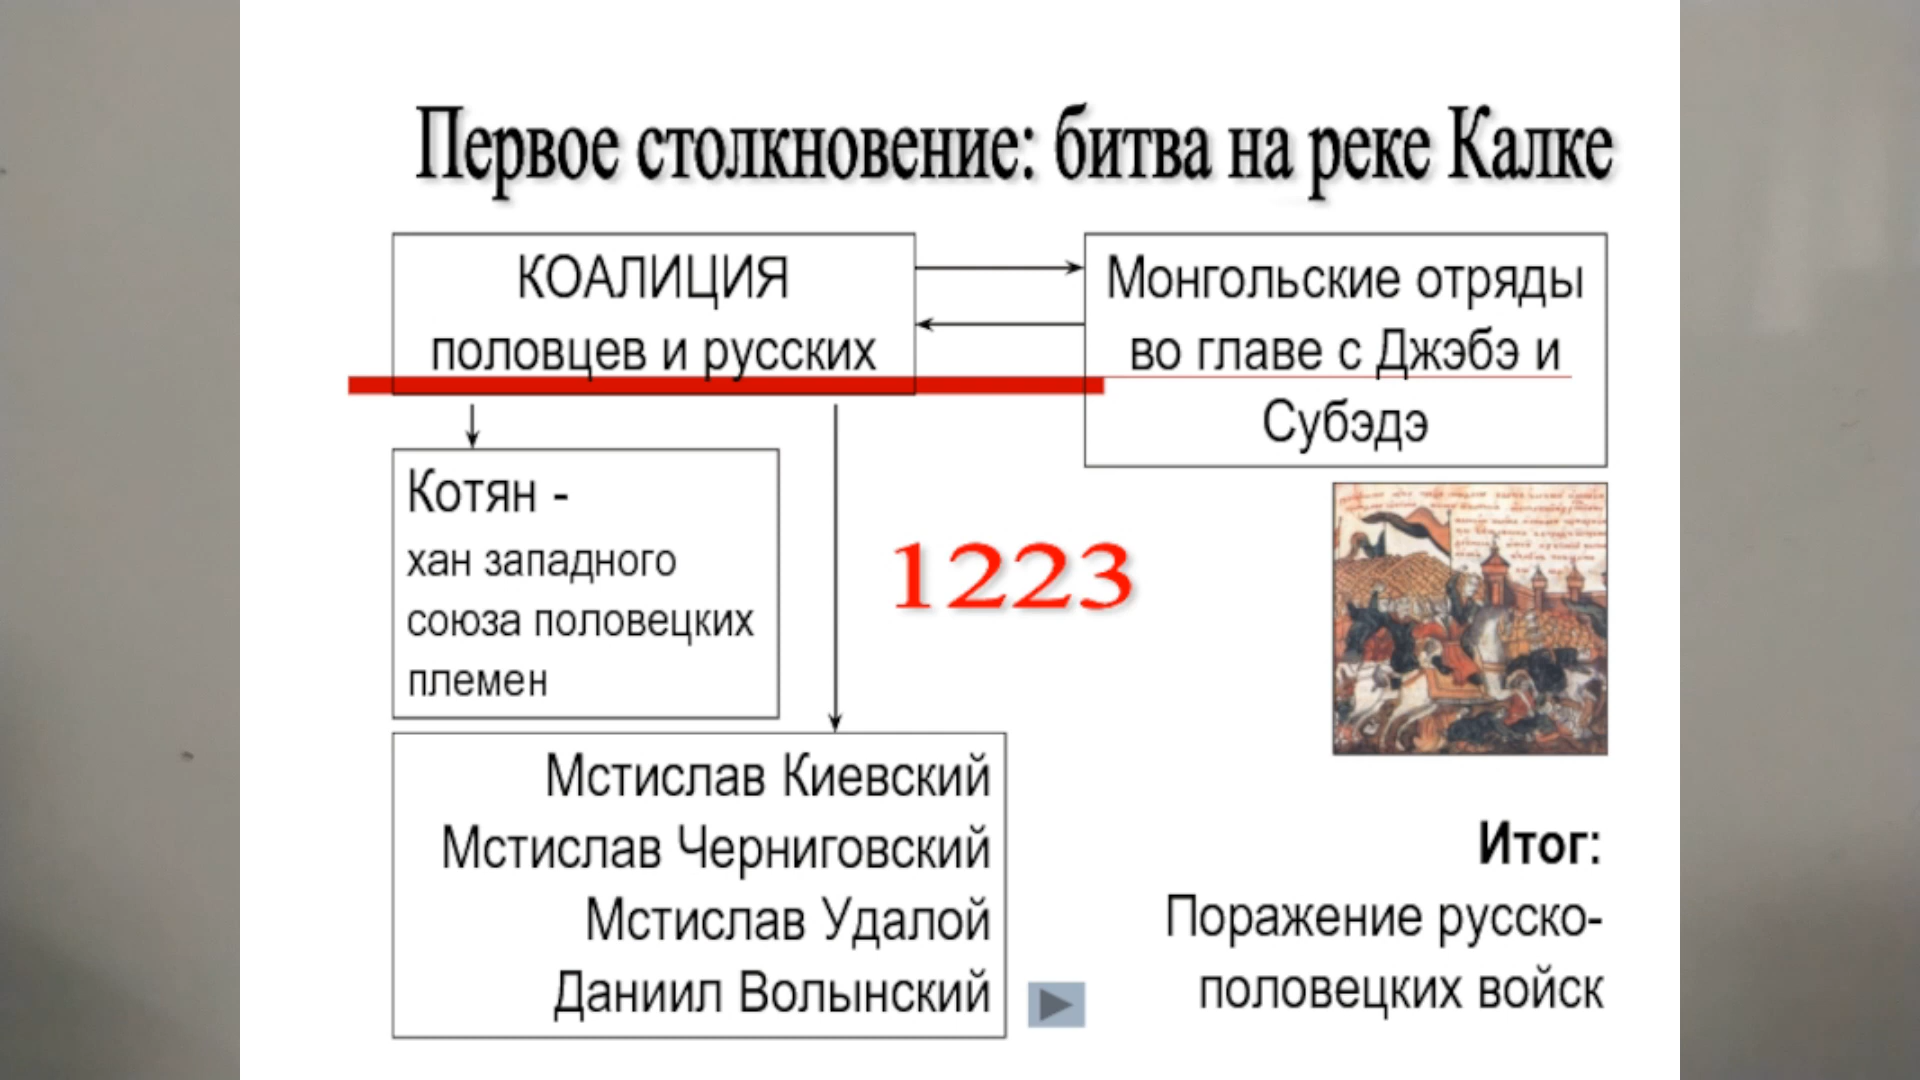 Первое столкновение: битва на реке Калке
КОАЛИЦИЯ
половцев и русских
Монгольские отряды
во главе с Джэбэ и
Субэдэ
Котян -
хан западного
союза половецких
племен
1223
Мстислав Киевский
Мстислав Черниговский
Мстислав Удалой
Даниил Волынский
Итог:
Поражение русско-
половецких войск